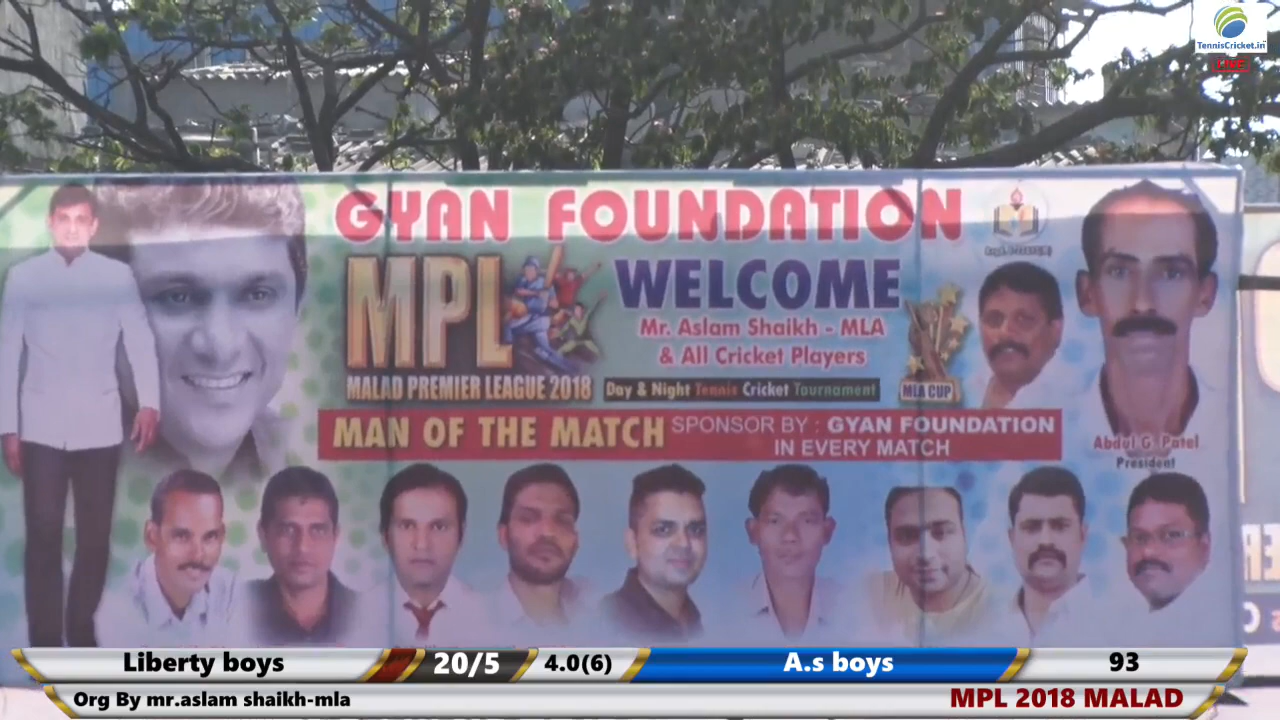 TennisCricket.in
LIVE
GYAN FOUNDATION
MPL
WELCOME
Mr. Aslam Shaikh - MLA
& All Cricket Players
MALAD PREMIER LEAGUE 2018
Day & Night Tennis Cricket Tournament
MLA CUP
MAN OF THE MATCH
SPONSOR BY : GYAN FOUNDATION
IN EVERY MATCH
Abdul G. Patel
President
Liberty boys 20/5 4.0(6) A.s boys 93
Org By mr.aslam shaikh-mla
MPL 2018 MALAD